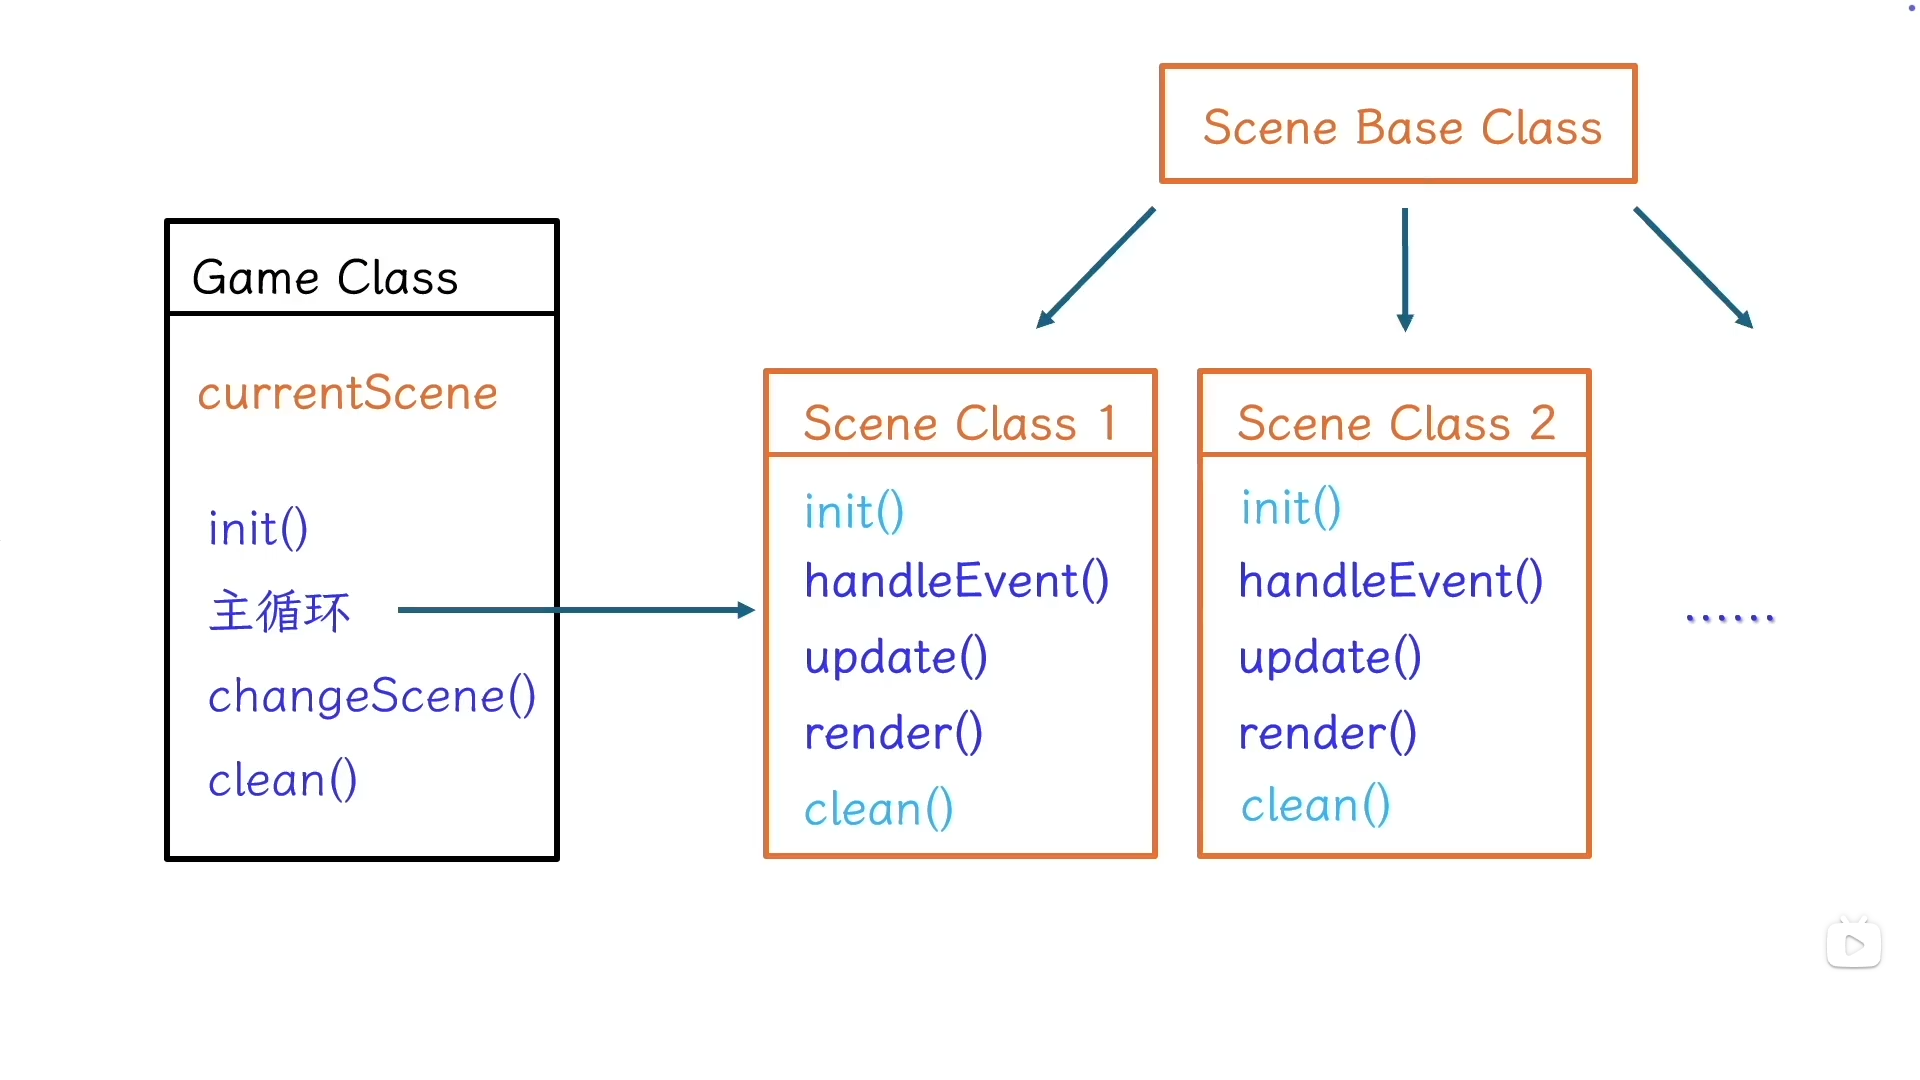 Scene Base Class
Game Class
currentScene
init()
主循环
changeScene()
clean()
Scene Class 1
init()
handleEvent()
update()
render()
clean()
Scene Class 2
init()
handleEvent()
update()
render()
clean()
······